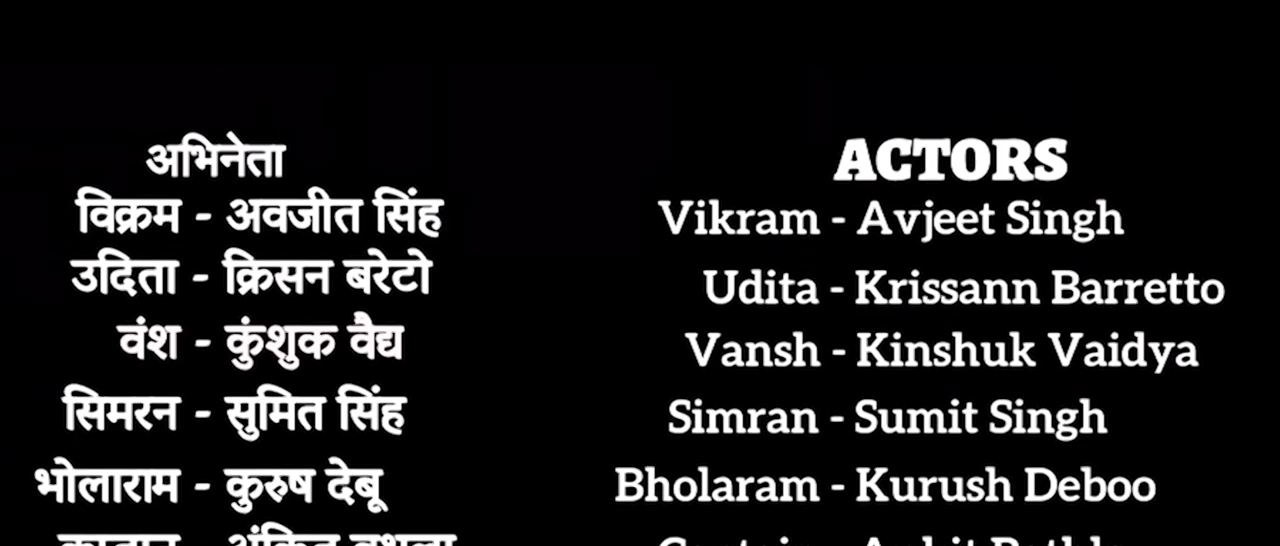 अभिनेता
विक्रम - अवजीत सिंह
उदिता - क्रिसन बरेटो
वंश - कुंशुक वैद्य
सिमरन - सुमित सिंह
भोलाराम - कुरुष देबू
ACTORS
Vikram - Avjeet Singh
Udita - Krissann Barretto
Vansh - Kinshuk Vaidya
Simran - Sumit Singh
Bholaram - Kurush Deboo